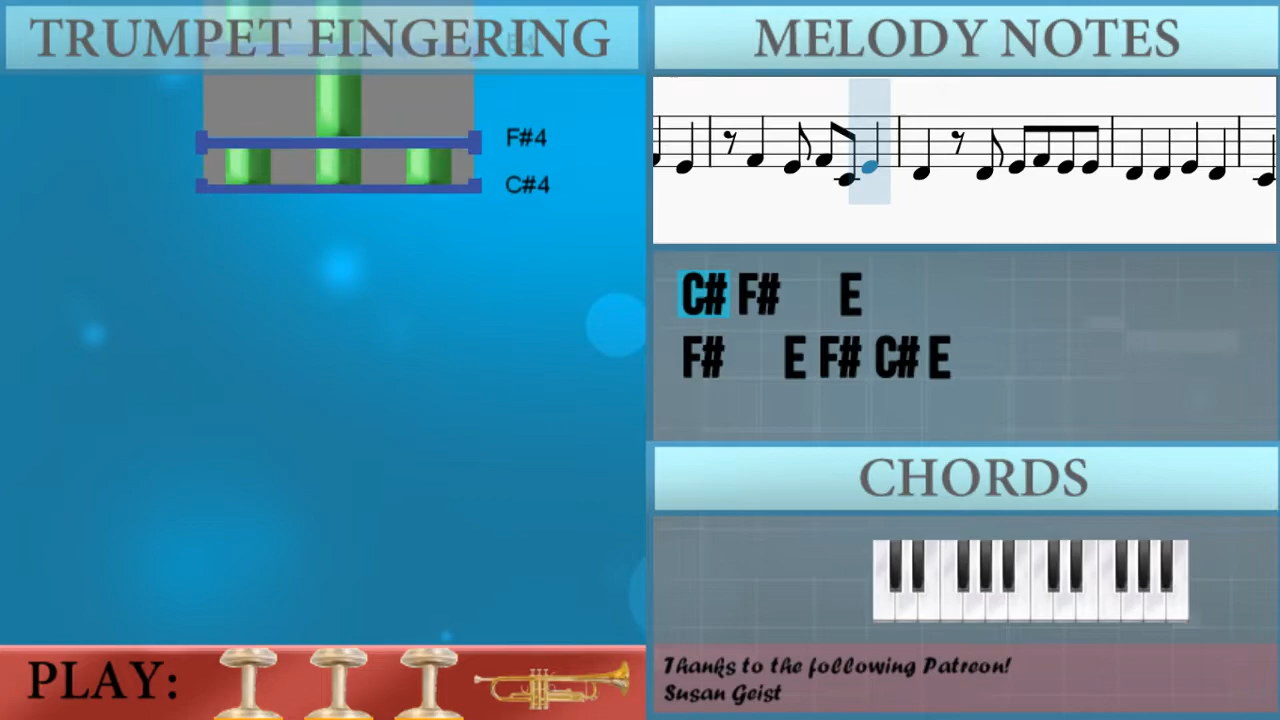 TRUMPET FINGERING
F#4
C#4
MELODY NOTES
C# F# E
F# E F# C# E
CHORDS
PLAY:
Thanks to the following Patreon!
Susan Geist